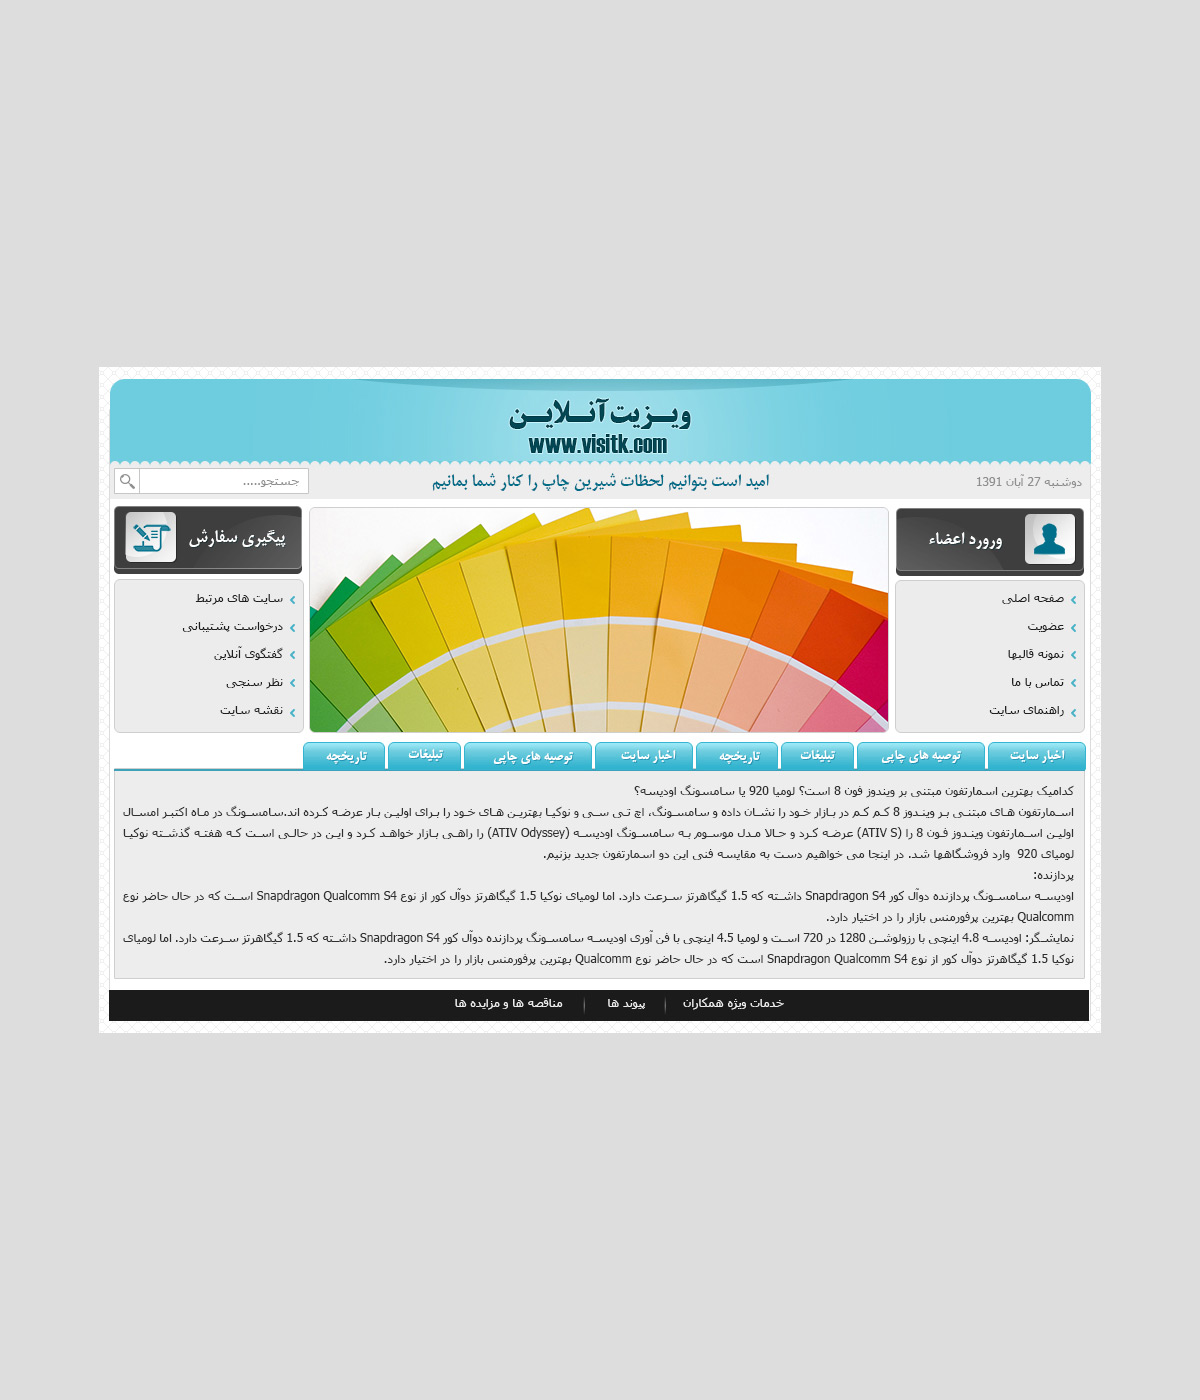 ویـزیت آنـلایـن
www.visitk.com
دوشنبه 27 آبان 1391
امید است بتوانیم لحظات شیرین چاپ را کنار شما بمانیم
جستجو.....
ورورد اعضاء
صفحه اصلی
عضویت
نمونه قالبها
تماس با ما
راهنمای سایت
پیگیری سفارش
سایت های مرتبط
درخواست پشتیبانی
گفتگوی آنلاین
نظر سنجی
نقشه سایت
اخبار سایت
توصیه های چاپی
تبلیغات
تاریخچه
اخبار سایت
توصیه های چاپی
تبلیغات
تاریخچه
کدامیک بهترین اسمارتفون مبتنی بر ویندوز فون 8 است؟ لومیا 920 یا سامسونگ اودیسه؟
اسمارتفون های مبتنی بر ویندوز 8 کم کم در بازار خود را نشان داده و سامسونگ، اچ تی سی و نوکیا بهترین های خود را برای اولین بار عرضه کرده اند.سامسونگ در ماه اکتبر امسال
اولین اسمارتفون ویندوز فون 8 را (ATIV S) عرضه کرد و حالا مدل موسوم به سامسونگ اودیسه (ATIV Odyssey) را راهی بازار خواهد کرد و این در حالی است که هفته گذشته نوکیا
لومیای 920 وارد فروشگاهها شد. در اینجا می خواهیم دست به مقایسه فنی این دو اسمارتفون جدید بزنیم.
پردازنده:
اودیسه سامسونگ پردازنده دوآل کور Snapdragon S4 داشته که 1.5 گیگاهرتز سرعت دارد. اما لومیای نوکیا 1.5 گیگاهرتز دوآل کور از نوع Snapdragon Qualcomm S4 است که در حال حاضر نوع
Qualcomm بهترین پرفورمنس بازار را در اختیار دارد.
نمایشگر: اودیسه 4.8 اینچی با رزولوشن 1280 در 720 است و لومیا 4.5 اینچی با فن آوری اودیسه سامسونگ پردازنده دوآل کور Snapdragon S4 داشته که 1.5 گیگاهرتز سرعت دارد. اما لومیای
نوکیا 1.5 گیگاهرتز دوآل کور از نوع Snapdragon Qualcomm S4 است که در حال حاضر نوع Qualcomm بهترین پرفورمنس بازار را در اختیار دارد.
خدمات ویژه همکاران
پیوند ها
مناقصه ها و مزایده ها